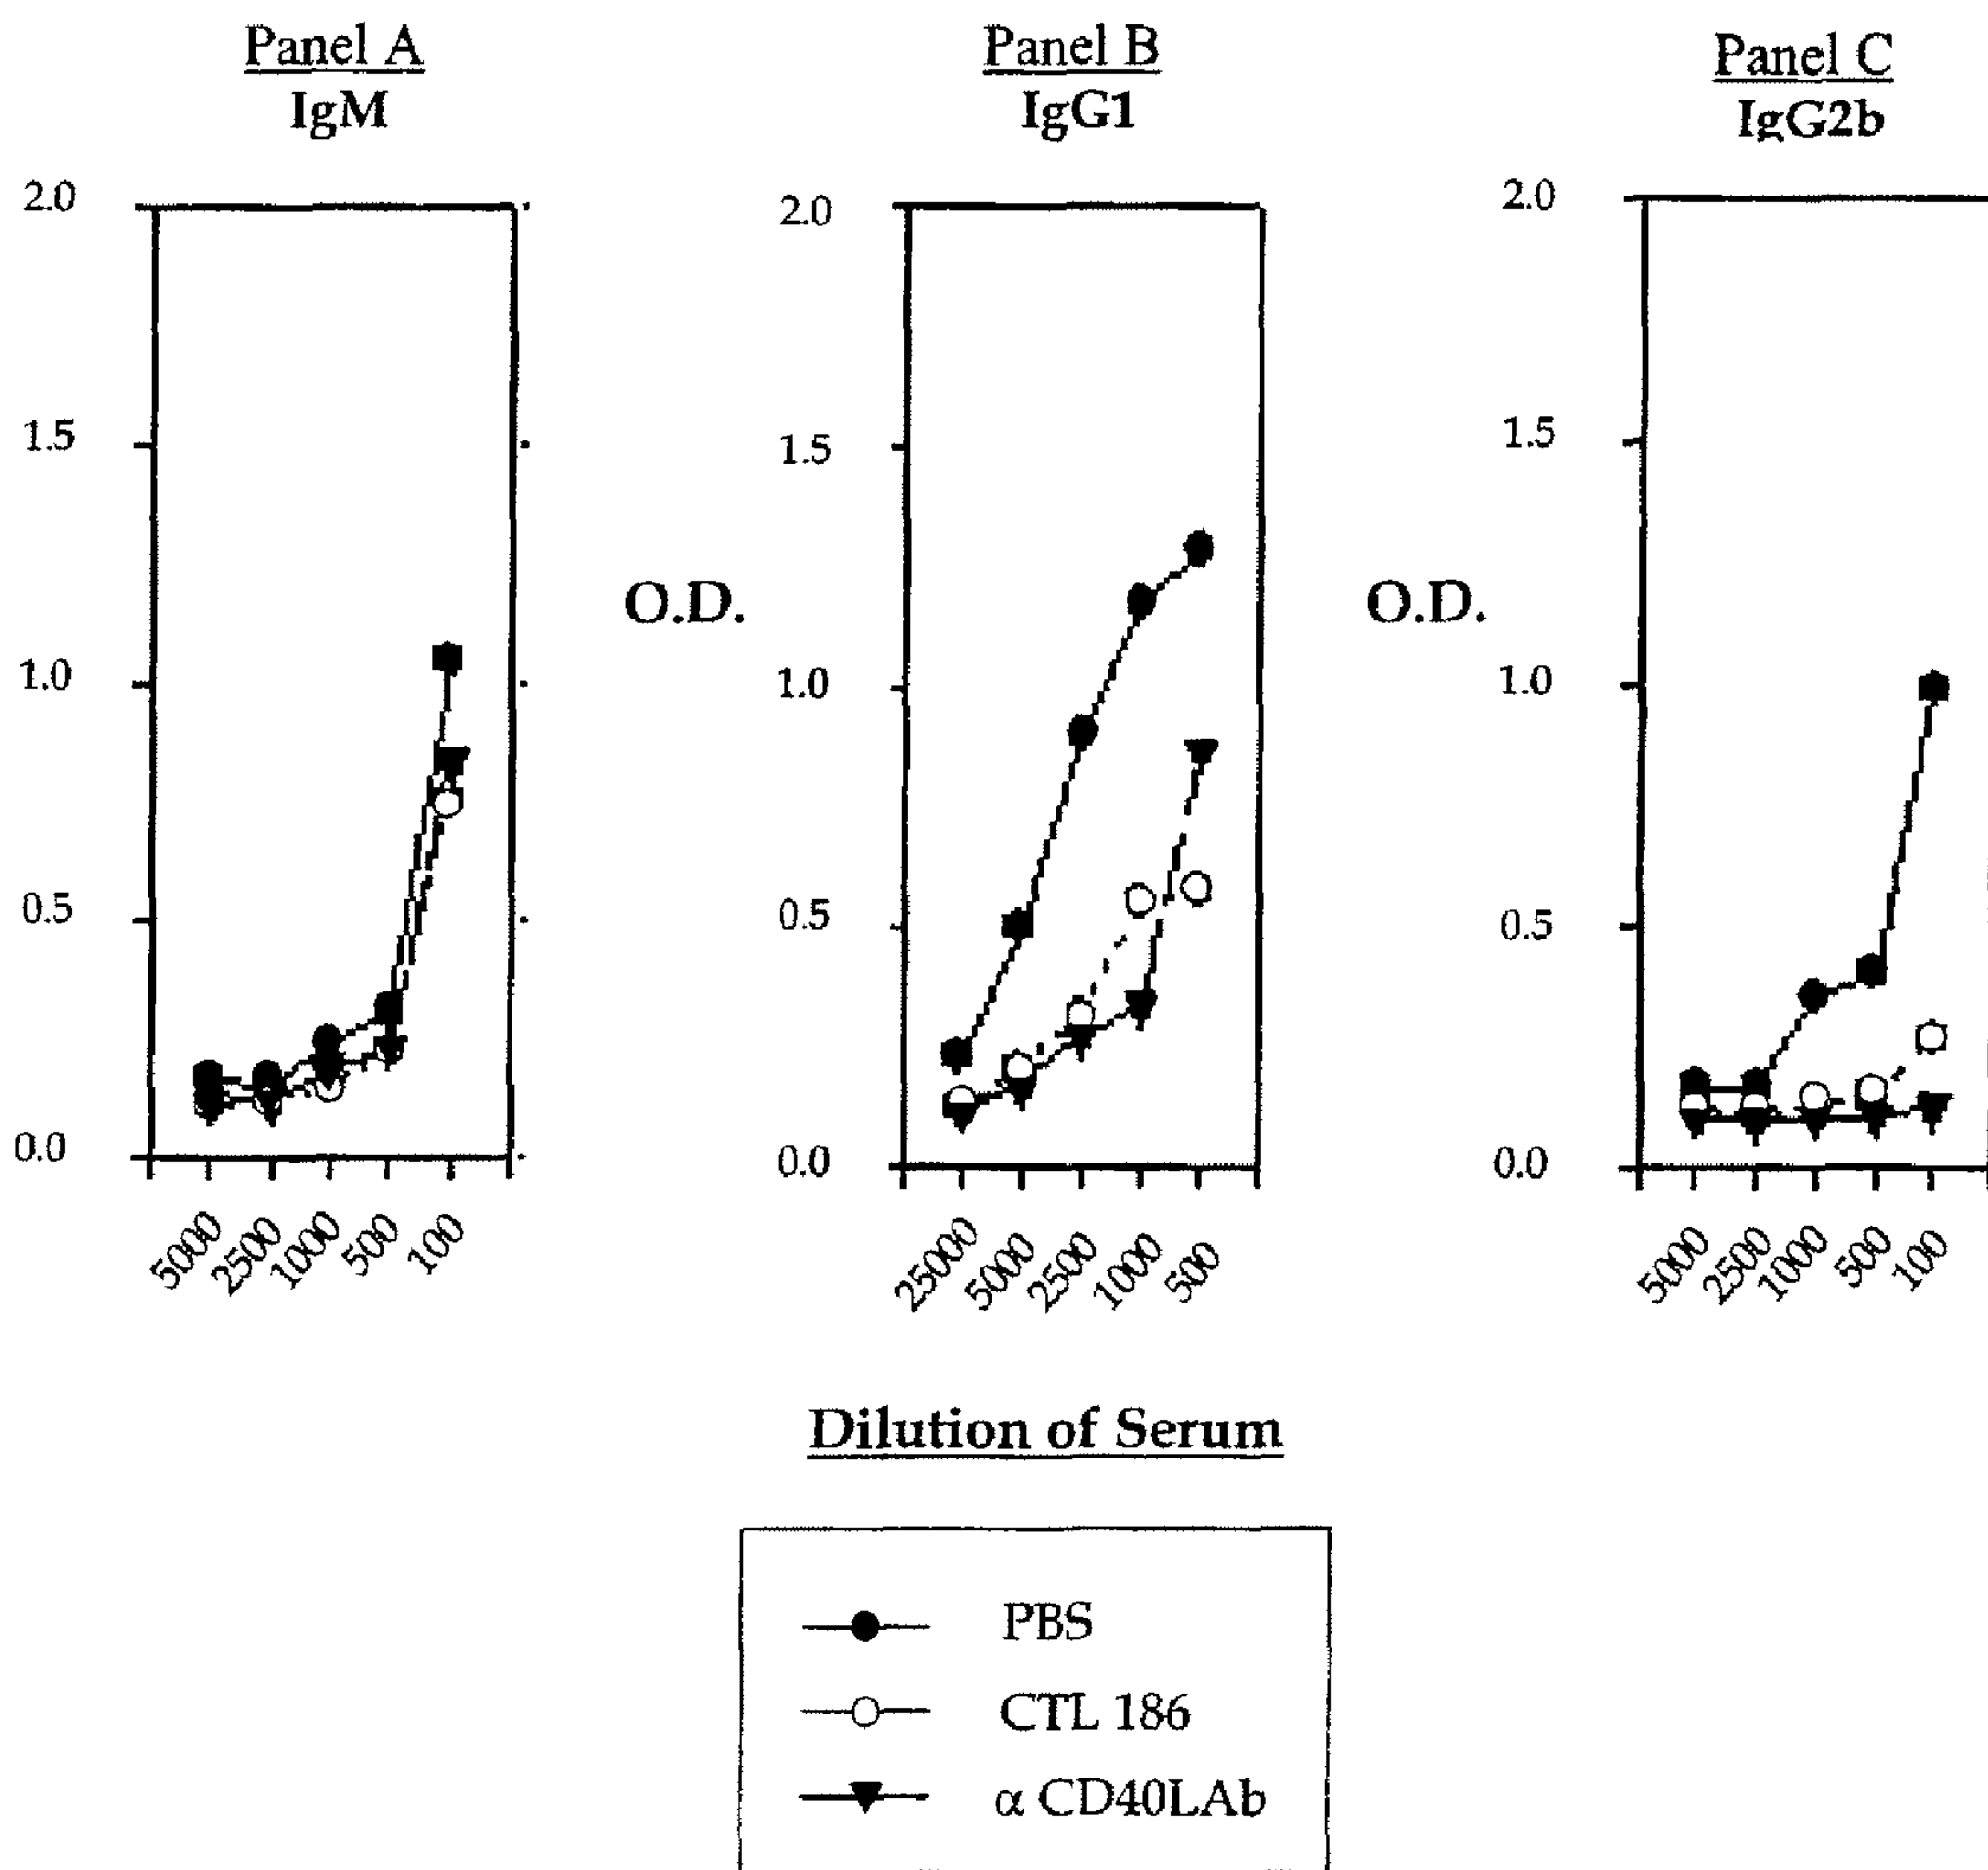 Panel A
IgM
Panel B
IgG1
Panel C
IgG2b
2.0
1.5
1.0
0.5
0.0
5000
2500
1000
500
100
O.D.
2.0
1.5
1.0
0.5
0.0
25000
5000
2500
1000
500
O.D.
2.0
1.5
1.0
0.5
0.0
5000
2500
1000
500
100
Dilution of Serum
PBS
CTL 186
α CD40LAb